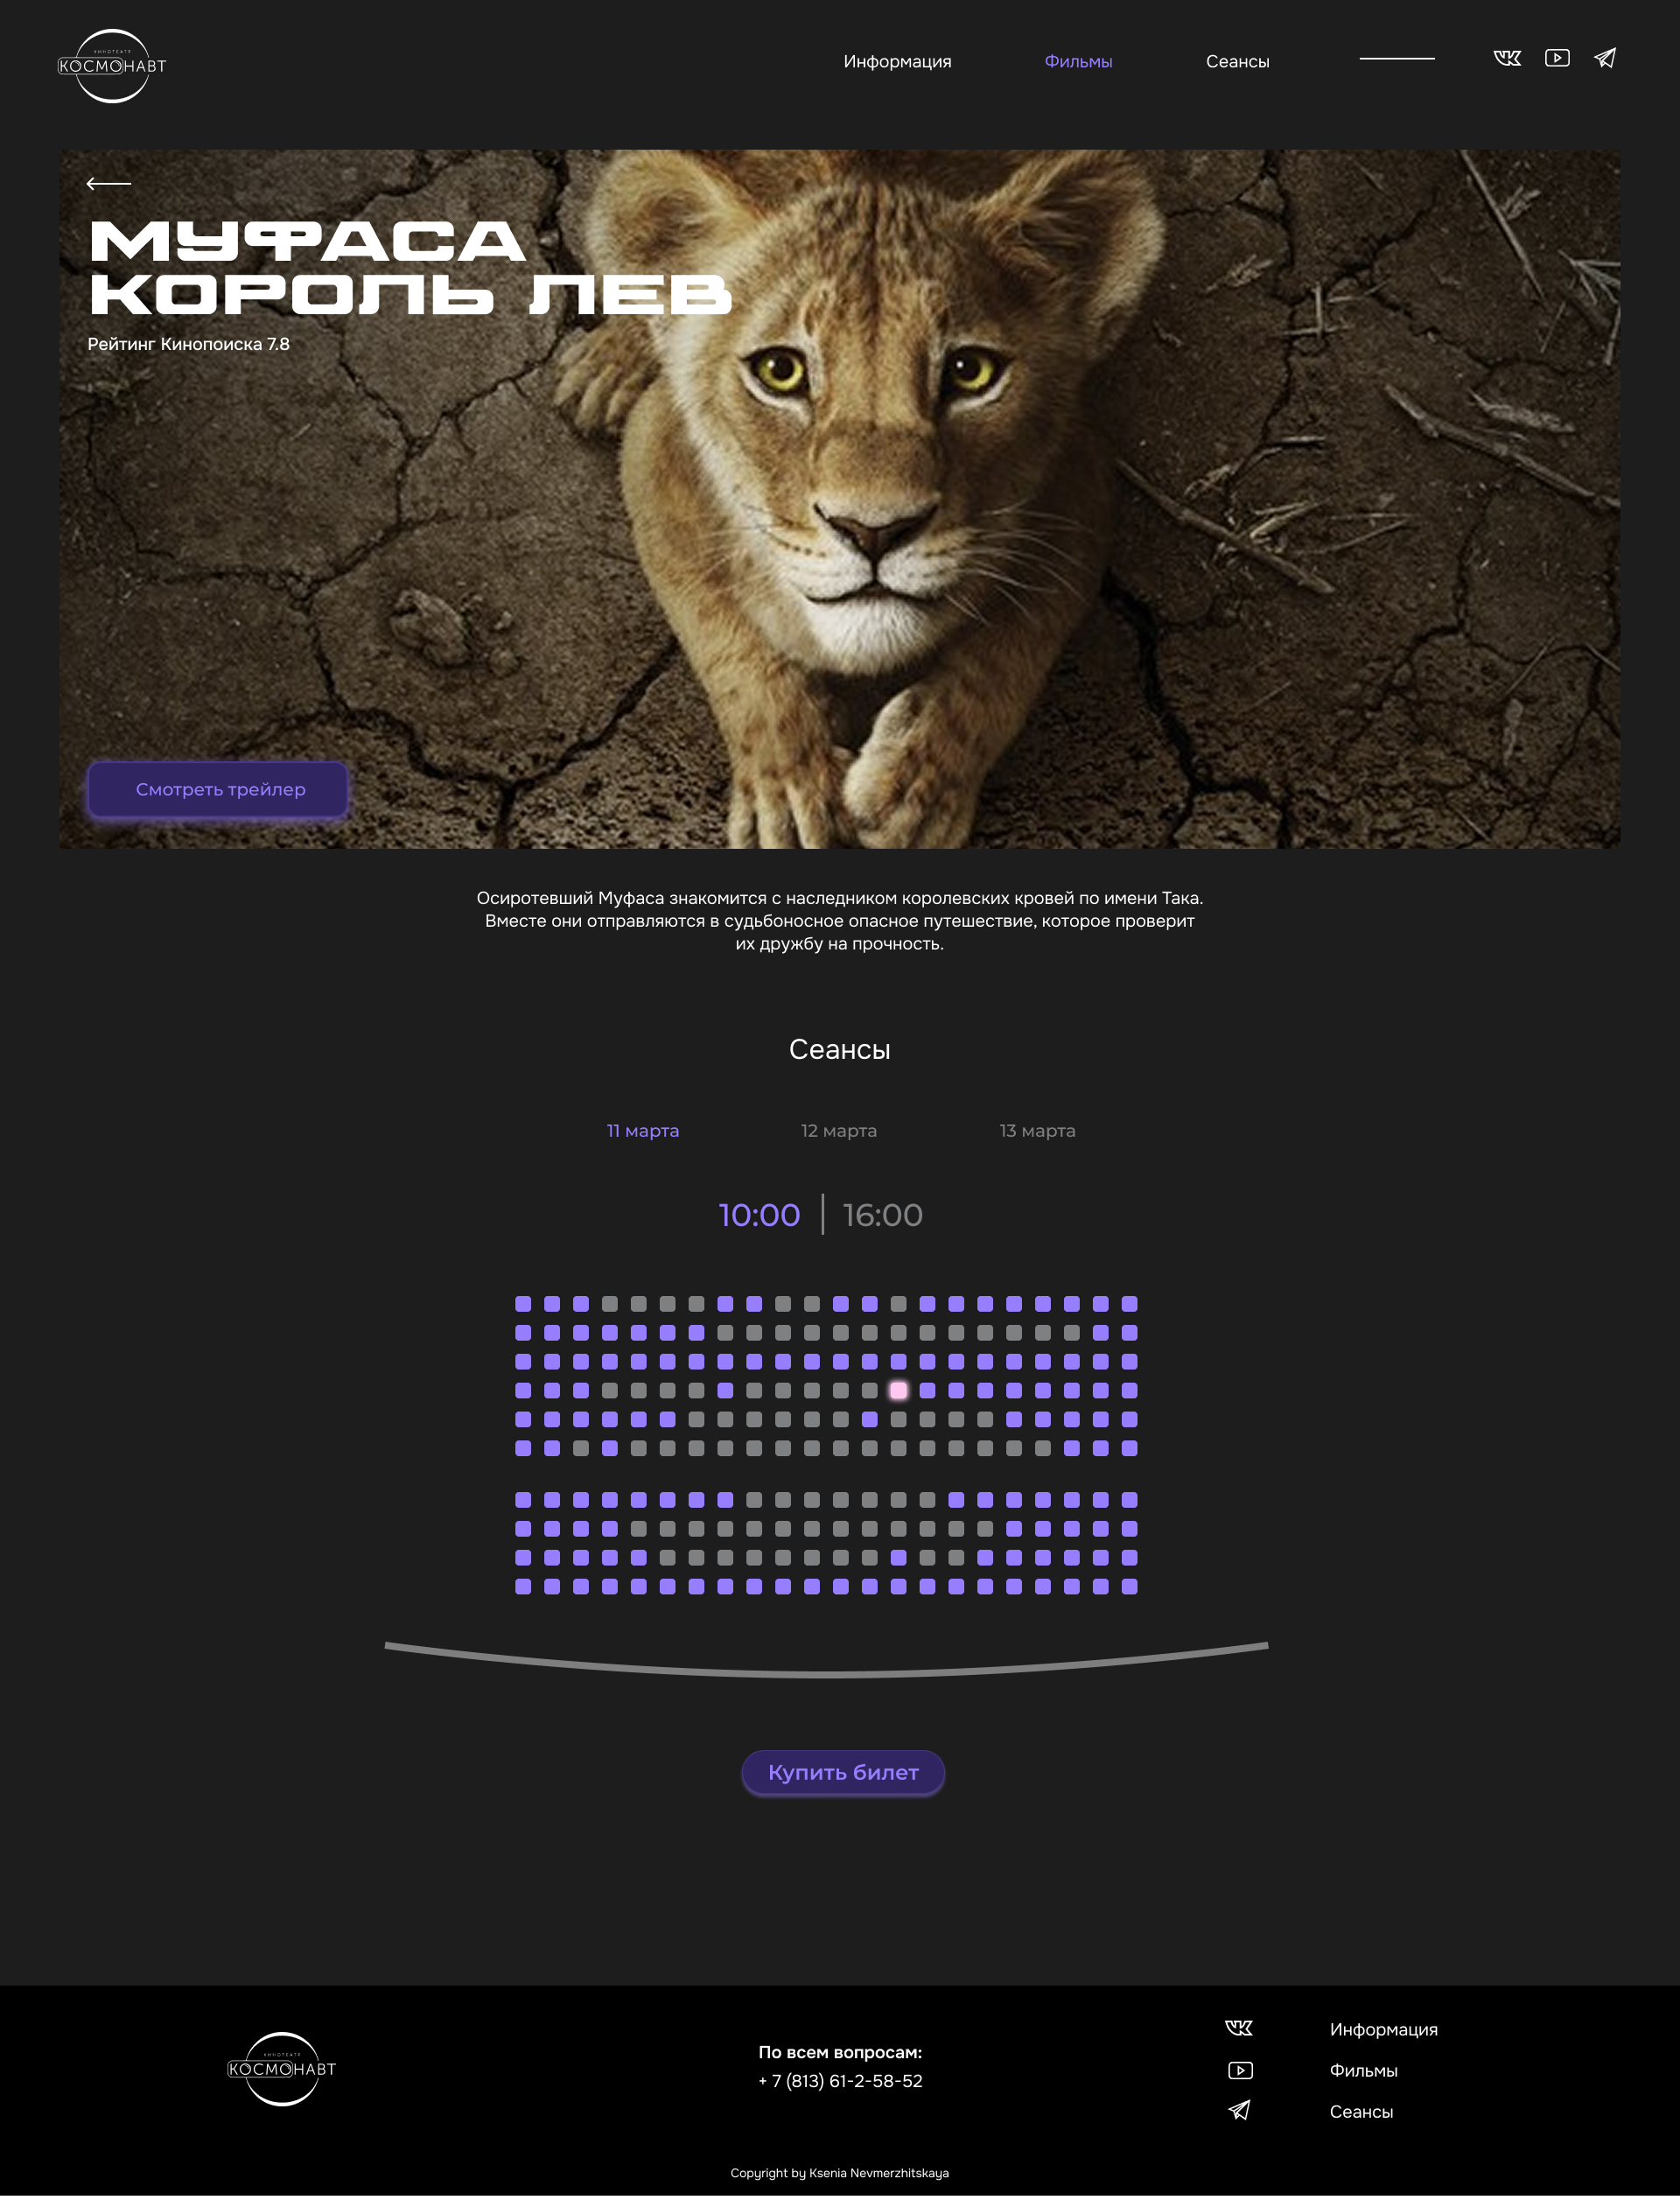 КИНОТЕАТР
КОСМОНАВТ
Информация
Фильмы
Сеансы
МУФАСА
КОРОЛЬ ЛЕВ
Рейтинг Кинопоиска 7.8
Смотреть трейлер
Осиротевший Муфаса знакомится с наследником королевских кровей по имени Така.
Вместе они отправляются в судьбоносное опасное путешествие, которое проверит
их дружбу на прочность.
Сеансы
11 марта
12 марта
13 марта
10:00
16:00
Купить билет
КИНОТЕАТР
КОСМОНАВТ
По всем вопросам:
+ 7 (813) 61-2-58-52
Информация
Фильмы
Сеансы
Copyright by Ksenia Nevmerzhitskaya